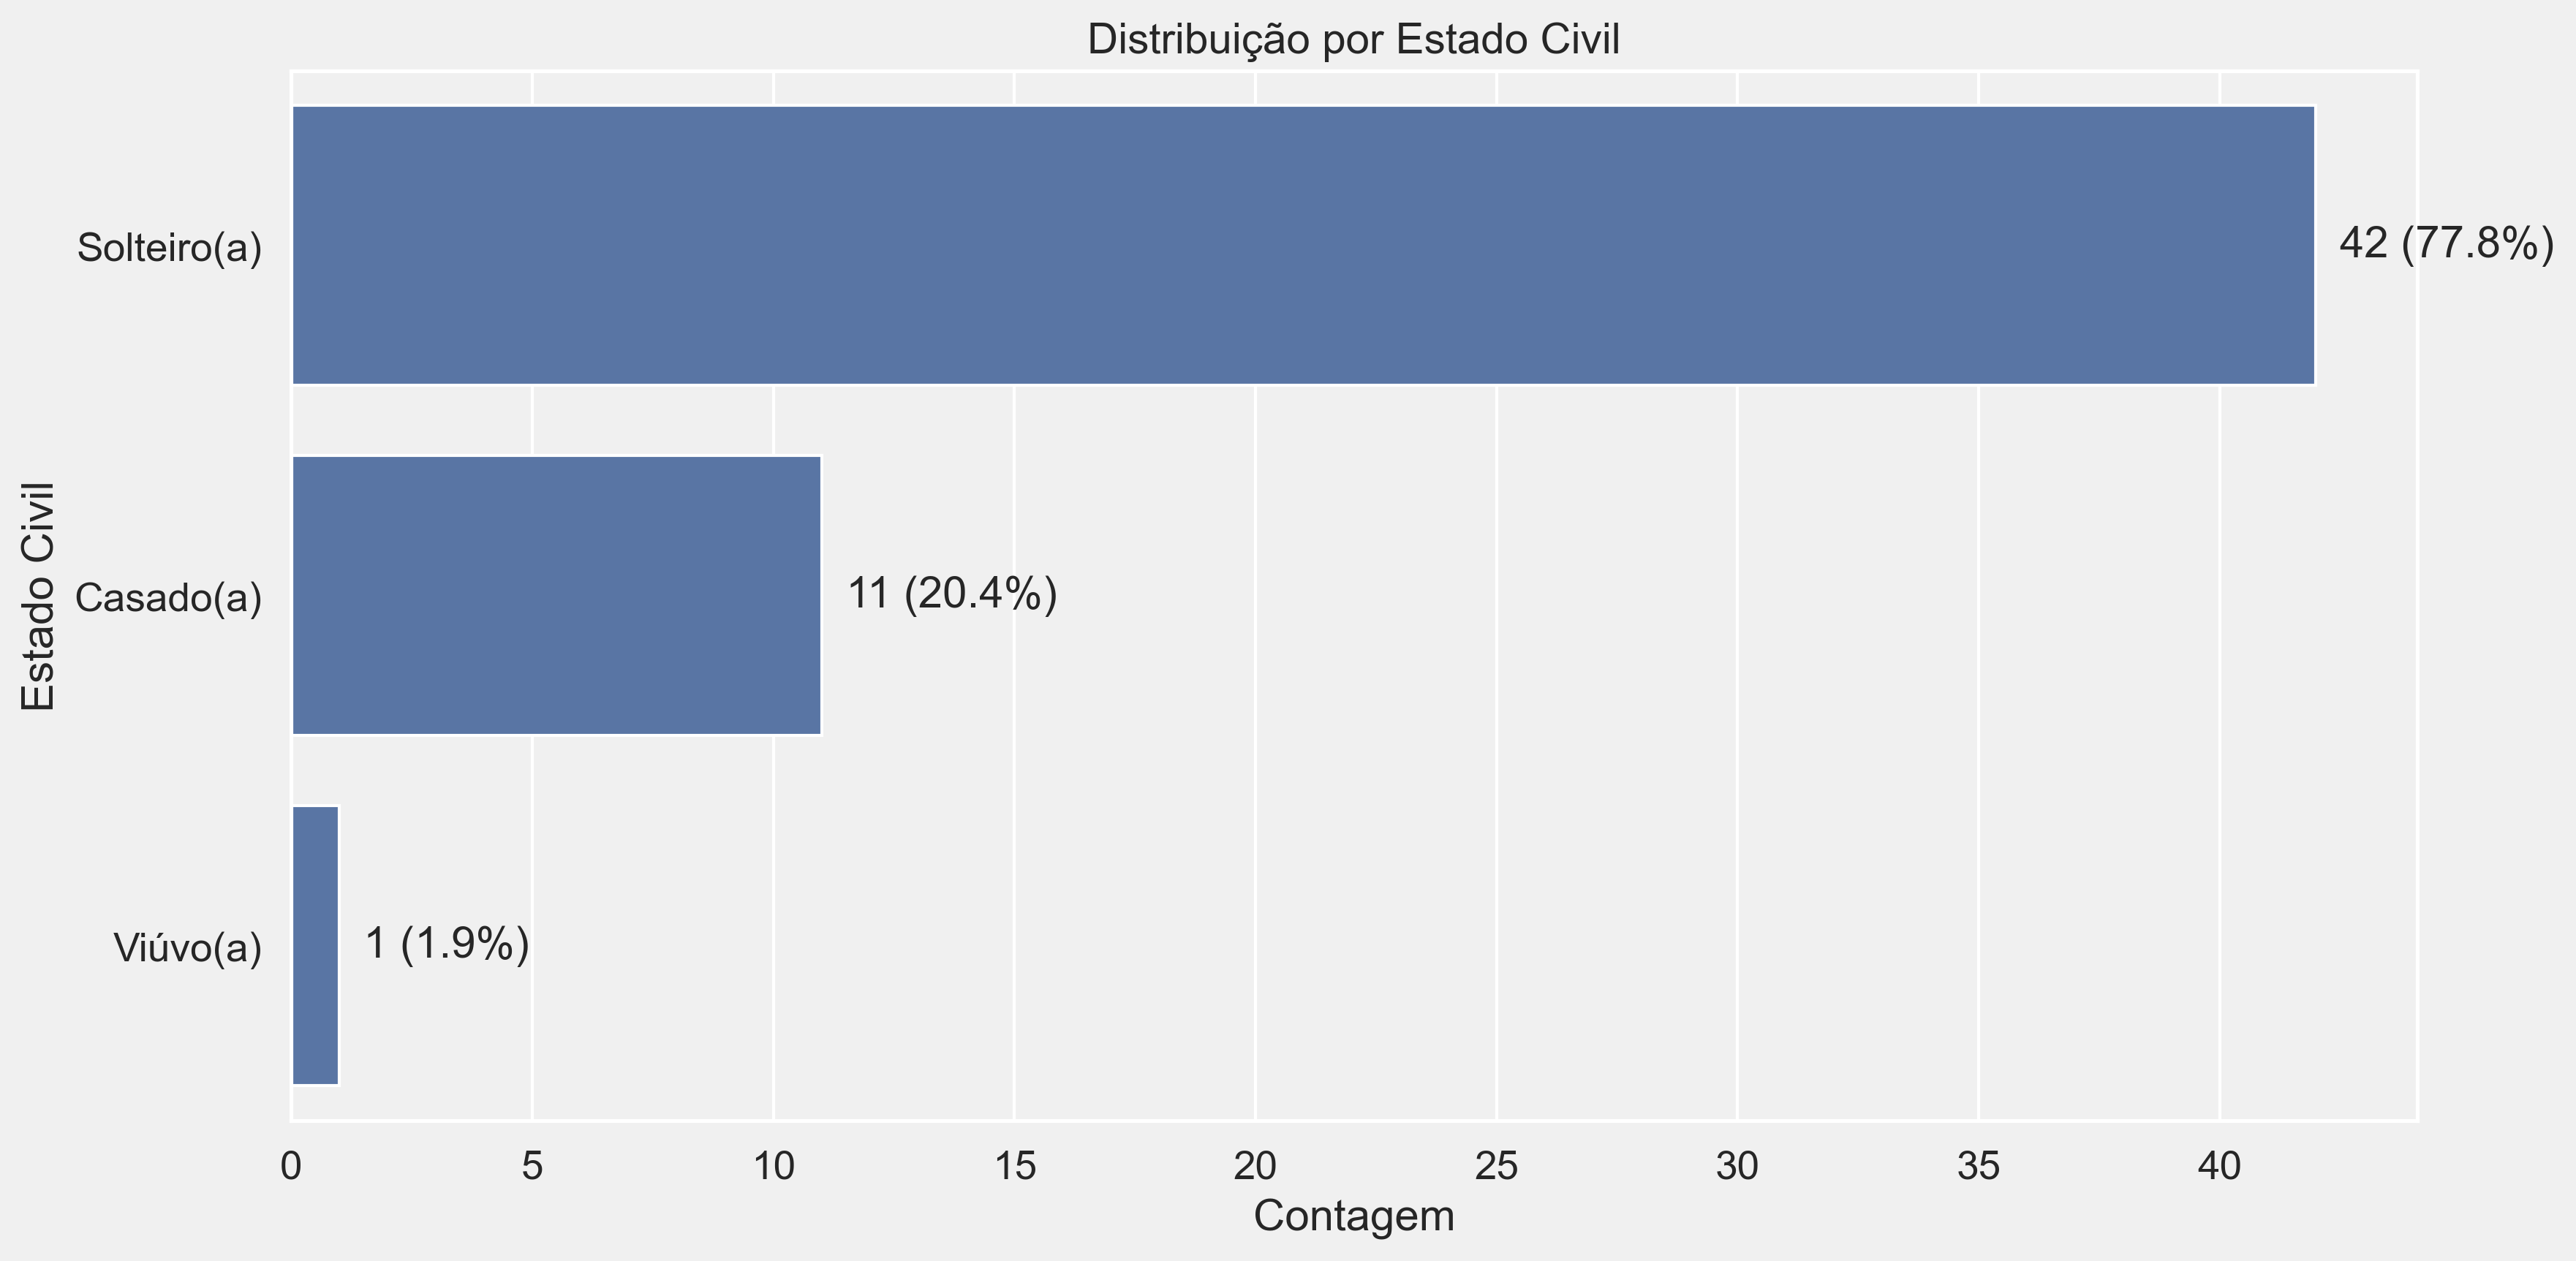 Distribuição por Estado Civil
Estado Civil
Solteiro(a)
42 (77.8%)
Casado(a)
11 (20.4%)
Viúvo(a)
1 (1.9%)
0 5 10 15 20 25 30 35 40
Contagem